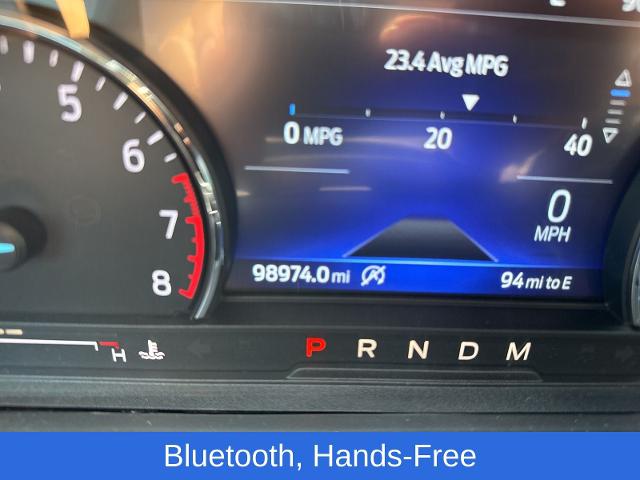 23.4 Avg MPG
5
0 MPG 20 40
6
0
7 MPH
8 98974.0 mi 94 mi to E
H P R N D M
Bluetooth, Hands-Free